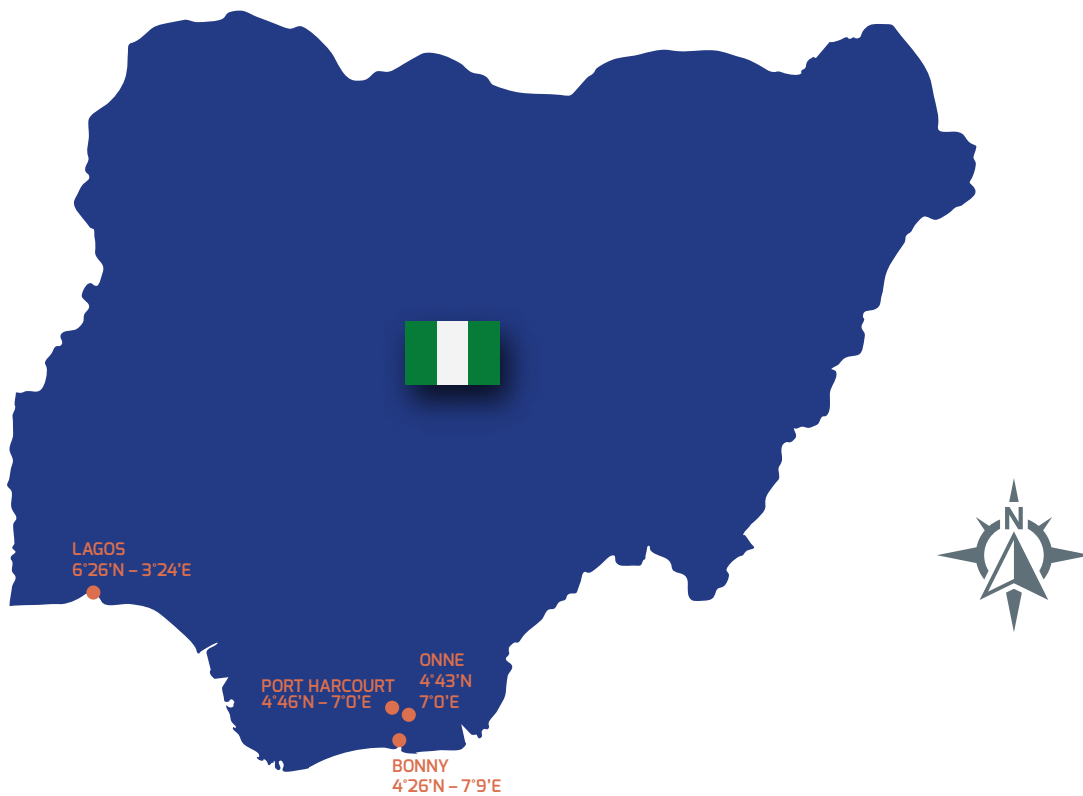 N
LAGOS
6°26'N – 3°24'E
ONNE
4°43'N
7°0'E
PORT HARCOURT
4°46'N – 7°0'E
BONNY
4°26'N – 7°9'E